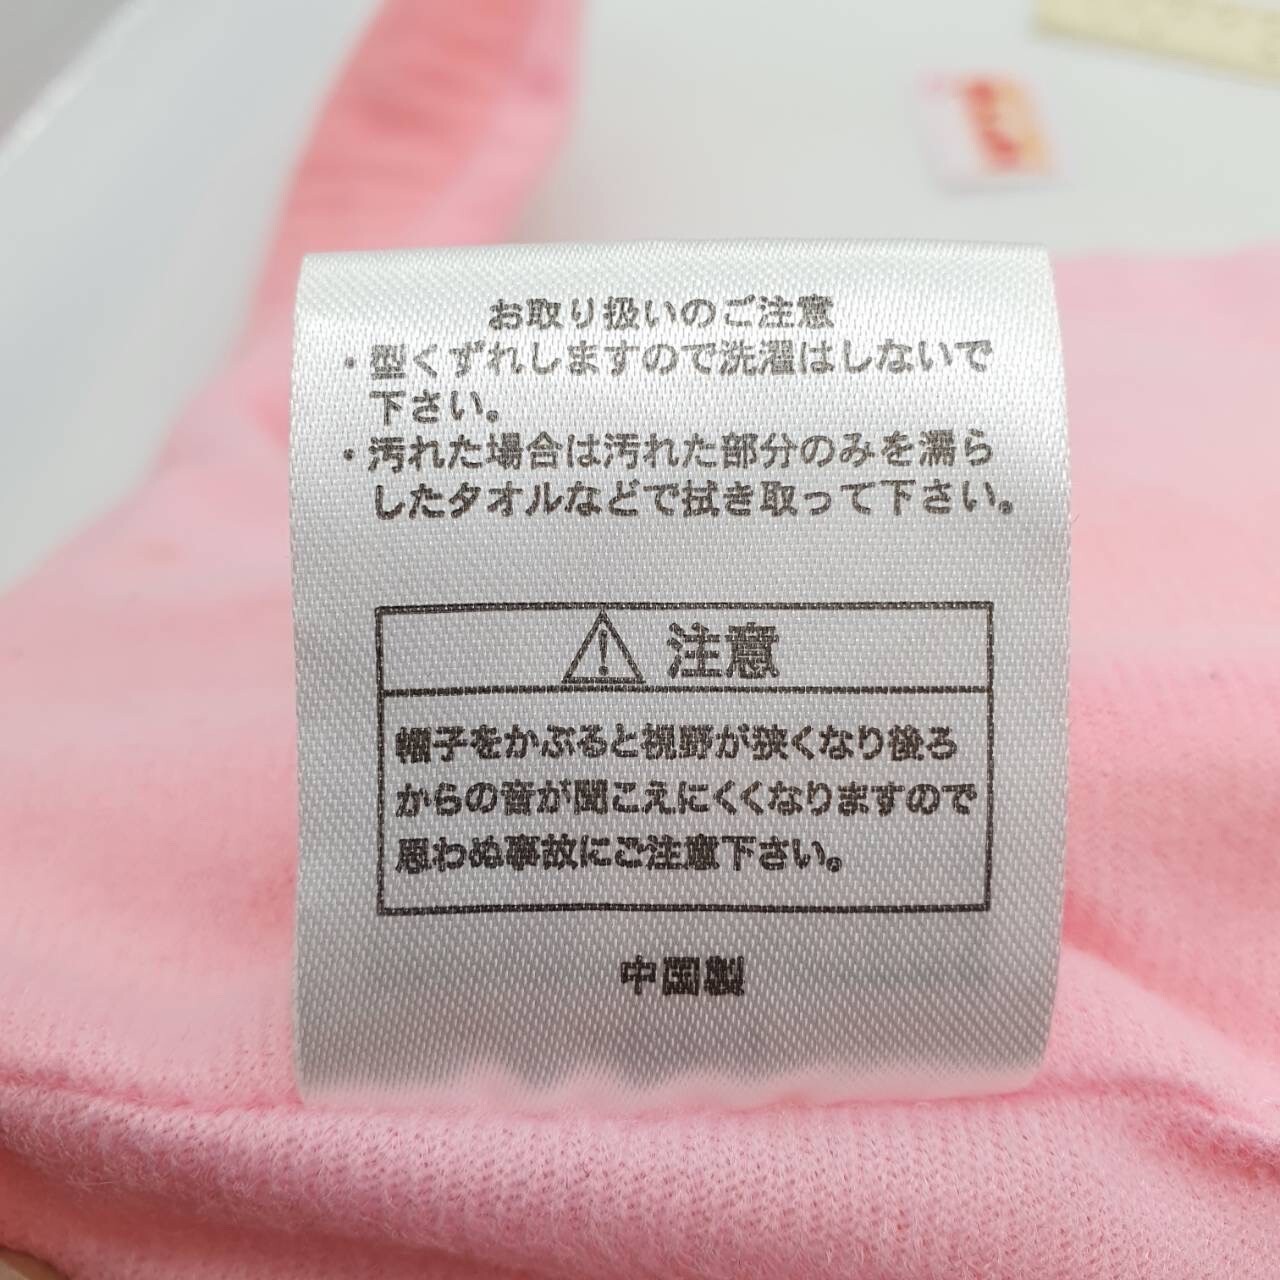 お取り扱いのご注意
・型くずれしますので洗濯はしないで
下さい。
・汚れた場合は汚れた部分のみを濡ら
したタオルなどで拭き取って下さい。
注意
帽子をかぶると視野が狭くなり後ろ
からの音が聞こえにくくなりますので
思わぬ事故にご注意下さい。
中国製